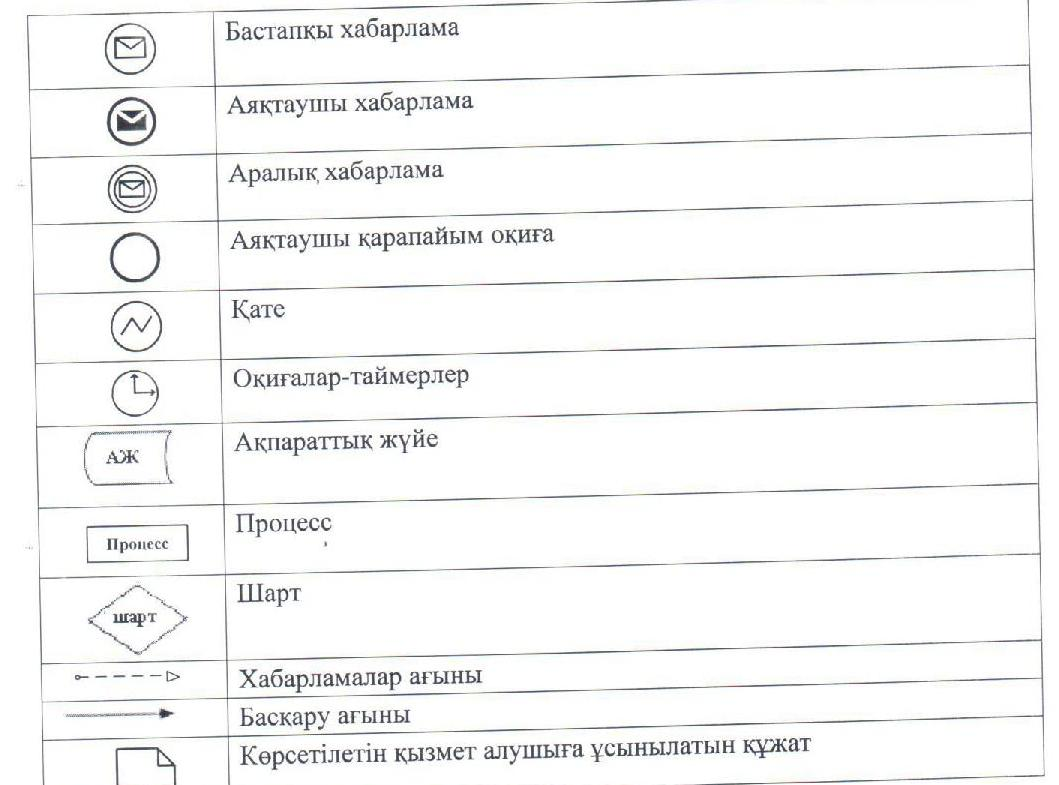 Бастапқы хабарлама
Аяқтаушы хабарлама
Аралық хабарлама
Аяқтаушы қарапайым оқиға
Қате
Оқиғалар-таймерлер
АЖ
Ақпараттық жүйе
Процесс
Процесс
шарт
Шарт
Хабарламалар ағыны
Басқару ағыны
Көрсетілетін қызмет алушыға ұсынылатын құжат